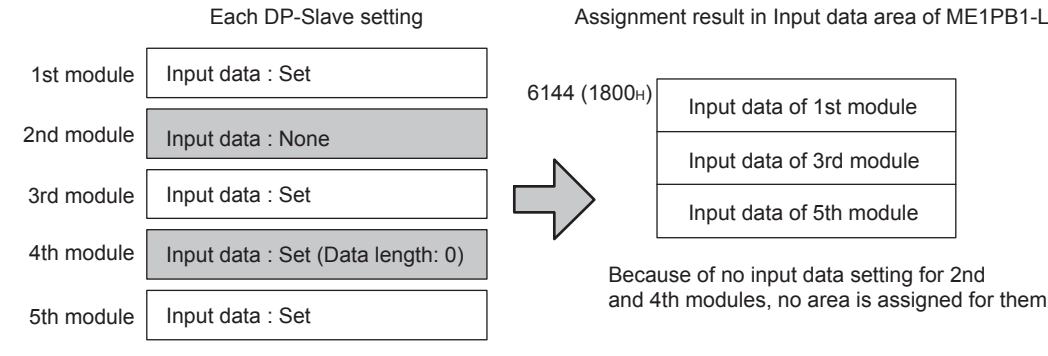 Each DP-Slave setting
Assignment result in Input data area of ME1PB1-L
1st module
Input data : Set
2nd module
Input data : None
3rd module
Input data : Set
4th module
Input data : Set (Data length: 0)
5th module
Input data : Set
6144 (1800H)
Input data of 1st module
Input data of 3rd module
Input data of 5th module
Because of no input data setting for 2nd
and 4th modules, no area is assigned for them